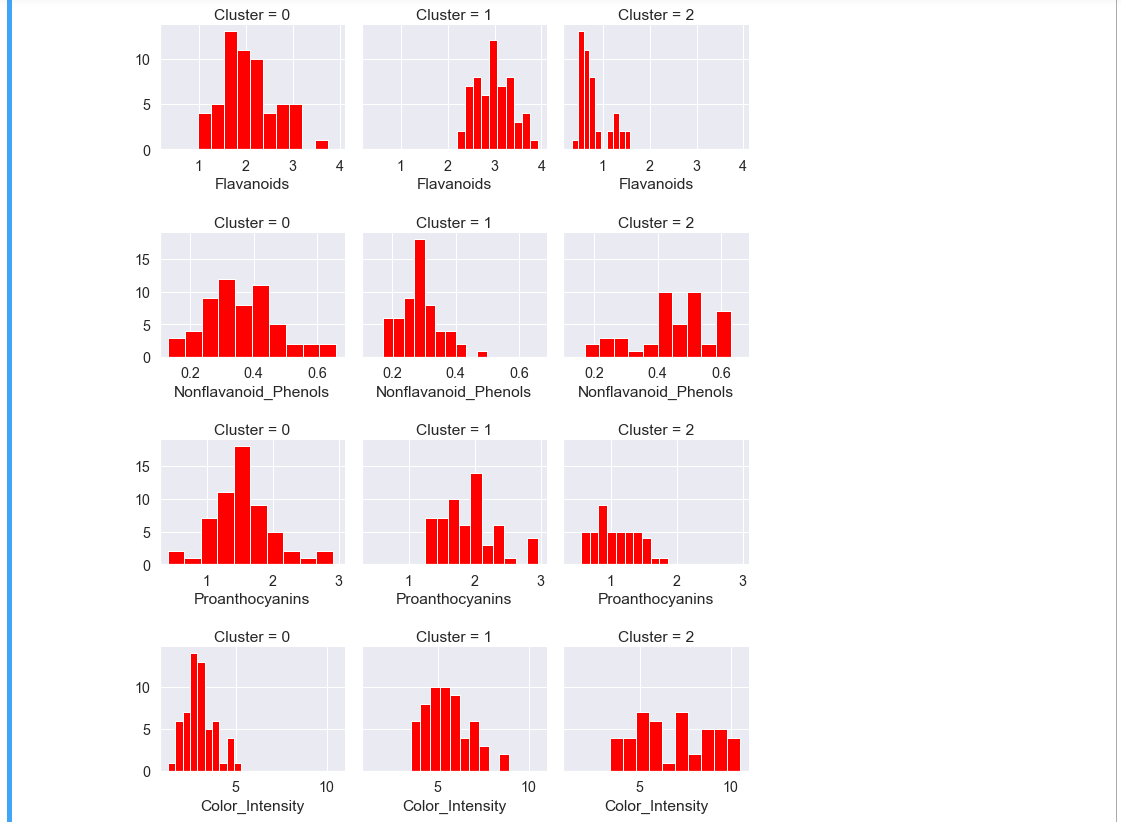 Cluster = 0 Cluster = 1 Cluster = 2
10
5
0
1 2 3 4 1 2 3 4 1 2 3 4
Flavanoids Flavanoids Flavanoids
Cluster = 0 Cluster = 1 Cluster = 2
15
10
5
0
0.2 0.4 0.6 0.2 0.4 0.6 0.2 0.4 0.6
Nonflavanoid_Phenols Nonflavanoid_Phenols Nonflavanoid_Phenols
Cluster = 0 Cluster = 1 Cluster = 2
15
10
5
0
1 2 3 1 2 3 1 2 3
Proanthocyanins Proanthocyanins Proanthocyanins
Cluster = 0 Cluster = 1 Cluster = 2
10
5
0
5 10 5 10 5 10
Color_Intensity Color_Intensity Color_Intensity